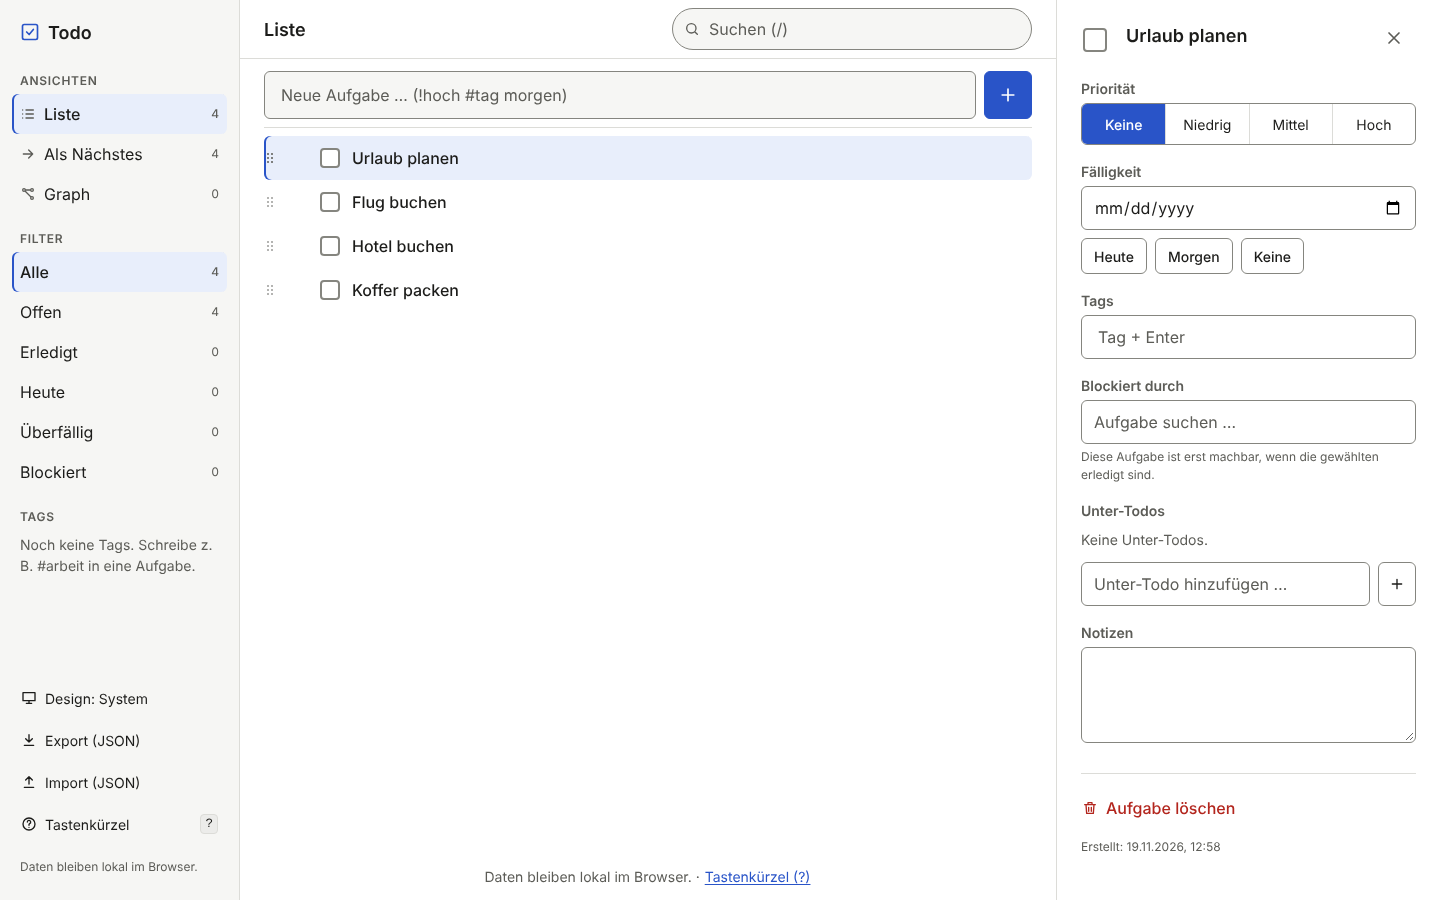 Todo
ANSICHTEN
Liste 4
Als Nächstes 4
Graph 0
FILTER
Alle 4
Offen 4
Erledigt 0
Heute 0
Überfällig 0
Blockiert 0
TAGS
Noch keine Tags. Schreibe z.
B. #arbeit in eine Aufgabe.
Design: System
Export (JSON)
Import (JSON)
Tastenkürzel ?
Daten bleiben lokal im Browser.
Liste
Suchen (/)
Neue Aufgabe … (!hoch #tag morgen)
Urlaub planen
Flug buchen
Hotel buchen
Koffer packen
Daten bleiben lokal im Browser. · Tastenkürzel (?)
Urlaub planen
Priorität
Keine Niedrig Mittel Hoch
Fälligkeit
mm/dd/yyyy
Heute Morgen Keine
Tags
Tag + Enter
Blockiert durch
Aufgabe suchen …
Diese Aufgabe ist erst machbar, wenn die gewählten
erledigt sind.
Unter-Todos
Keine Unter-Todos.
Unter-Todo hinzufügen …
Notizen
Aufgabe löschen
Erstellt: 19.11.2026, 12:58